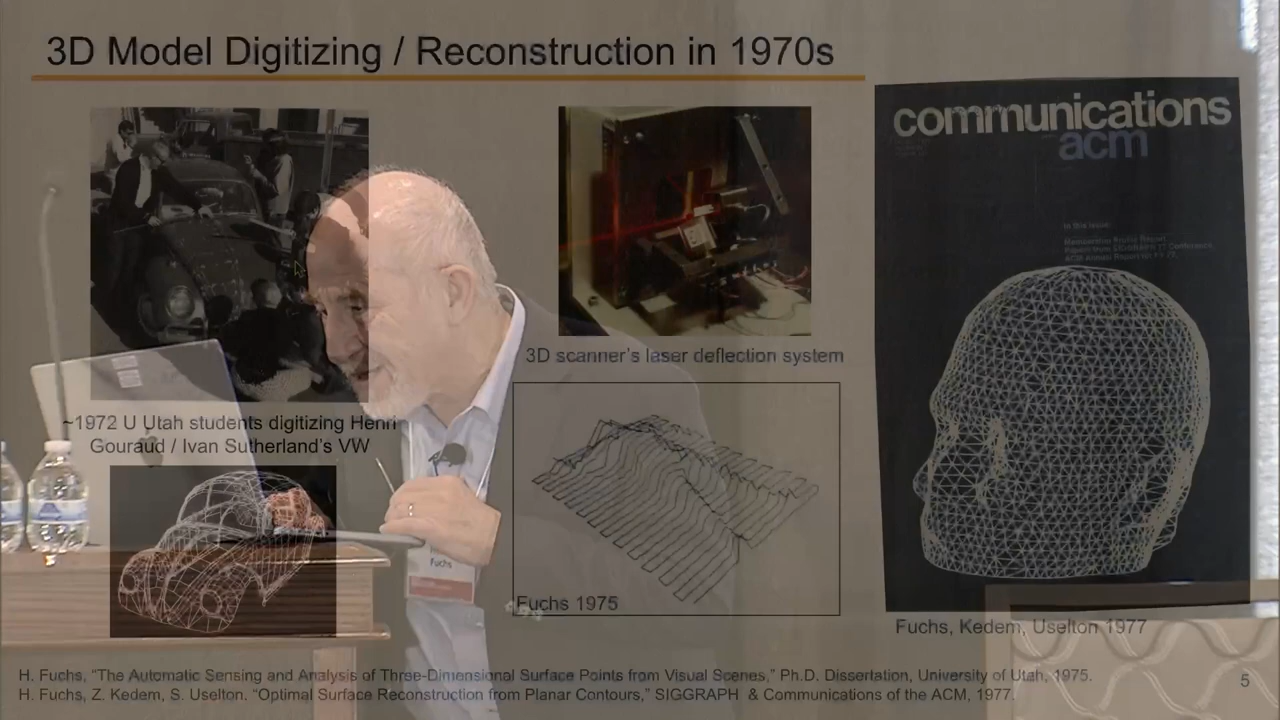 3D Model Digitizing / Reconstruction in 1970s
communications
acm
In this issue:
~1972 U Utah students digitizing Henri
Gouraud / Ivan Sutherland's VW
3D scanner's laser deflection system
Fuchs
Fuchs 1975
Fuchs, Kedem, Uselton 1977
H. Fuchs, "The Automatic Sensing and Analysis of Three-Dimensional Surface Points from Visual Scenes," Ph.D. Dissertation, University of Utah, 1975.
H. Fuchs, Z. Kedem, S. Uselton. "Optimal Surface Reconstruction from Planar Contours," SIGGRAPH & Communications of the ACM, 1977.
5